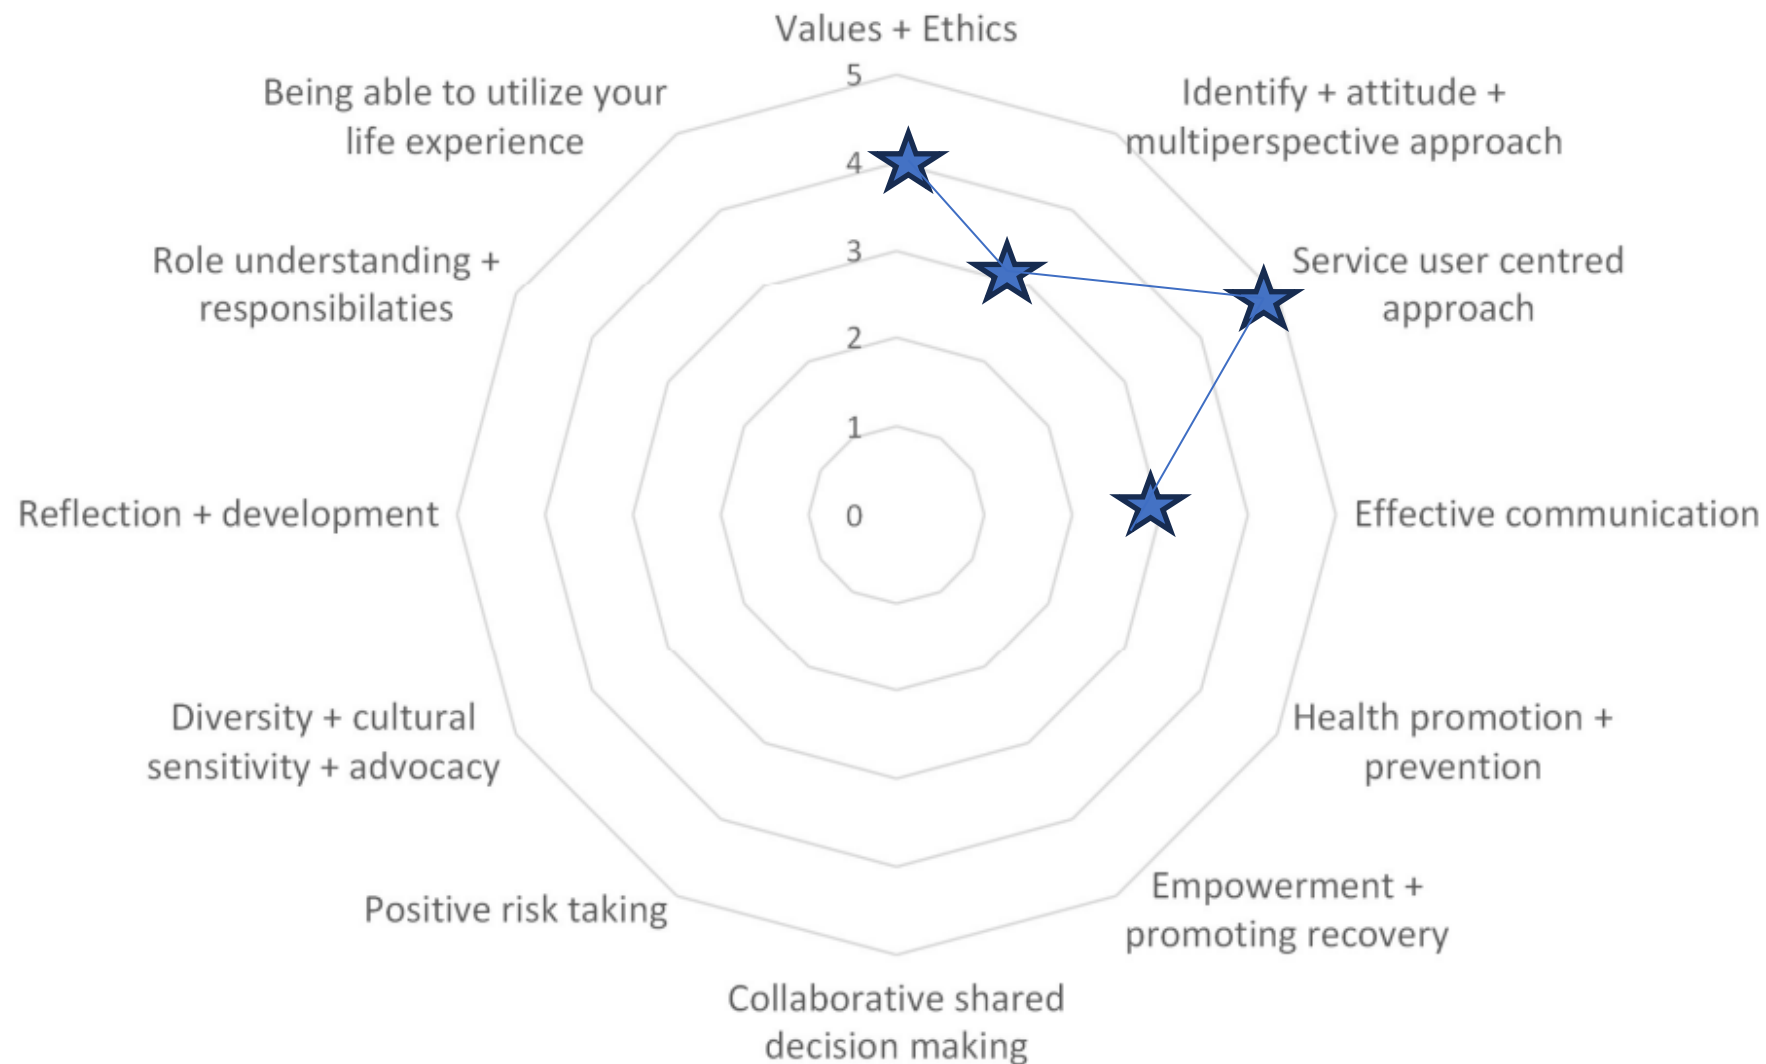 Values + Ethics
Identify + attitude +
multiperspective approach
Service user centred
approach
Effective communication
Health promotion +
prevention
Empowerment +
promoting recovery
Collaborative shared
decision making
Positive risk taking
Diversity + cultural
sensitivity + advocacy
Reflection + development
Role understanding +
responsibilaties
Being able to utilize your
life experience
5
4
3
2
1
0